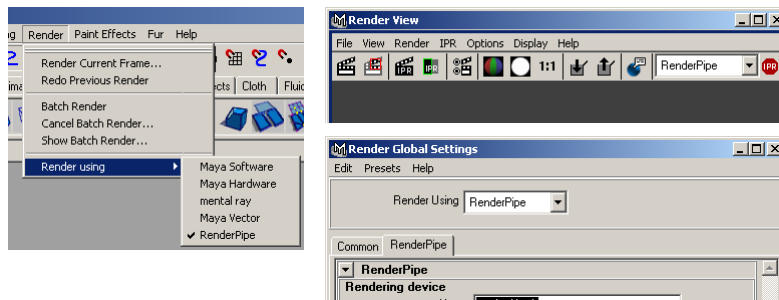 Render Paint Effects Fur Help
Render Current Frame...
Redo Previous Render
ects Cloth Fluid
Batch Render
Cancel Batch Render...
Show Batch Render...
Render using
Maya Software
Maya Hardware
mental ray
Maya Vector
RenderPipe
Render View
File View Render IPR Options Display Help
IPR IPR 1:1 RenderPipe IPR
Render Global Settings
Edit Presets Help
Render Using RenderPipe
Common RenderPipe
RenderPipe
Rendering device